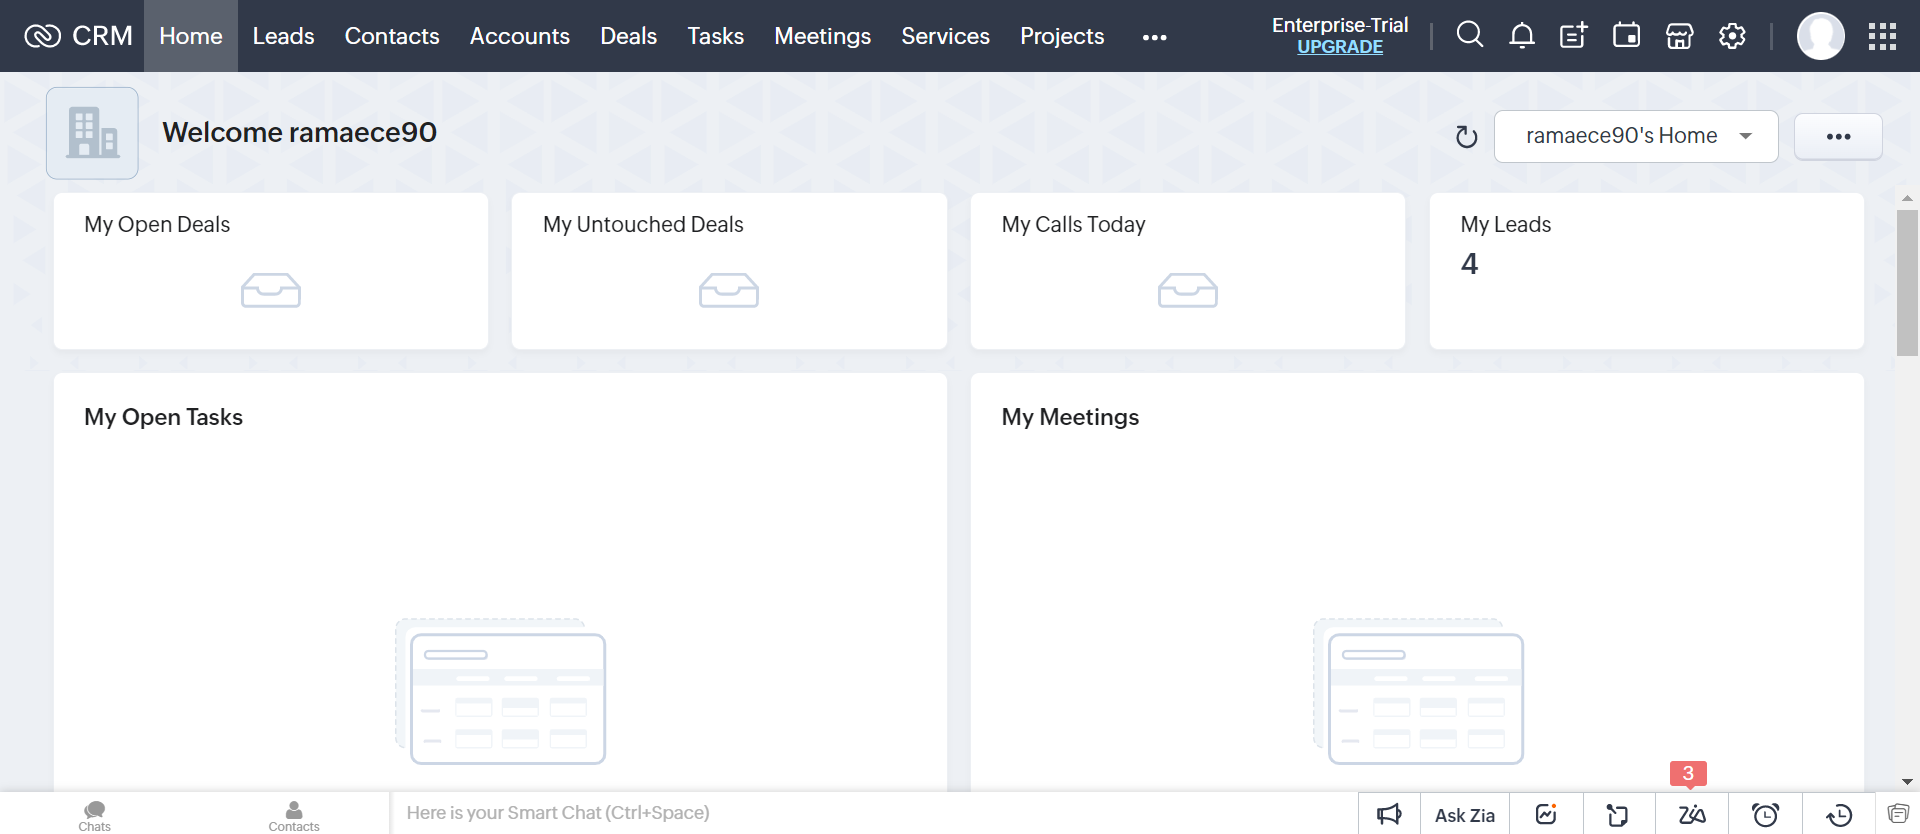 CRM
Home
Leads
Contacts
Accounts
Deals
Tasks
Meetings
Services
Projects
Enterprise-Trial
UPGRADE
Welcome ramaece90
ramaece90's Home
My Open Deals
My Untouched Deals
My Calls Today
My Leads
4
My Open Tasks
My Meetings
3
Chats
Contacts
Here is your Smart Chat (Ctrl+Space)
Ask Zia